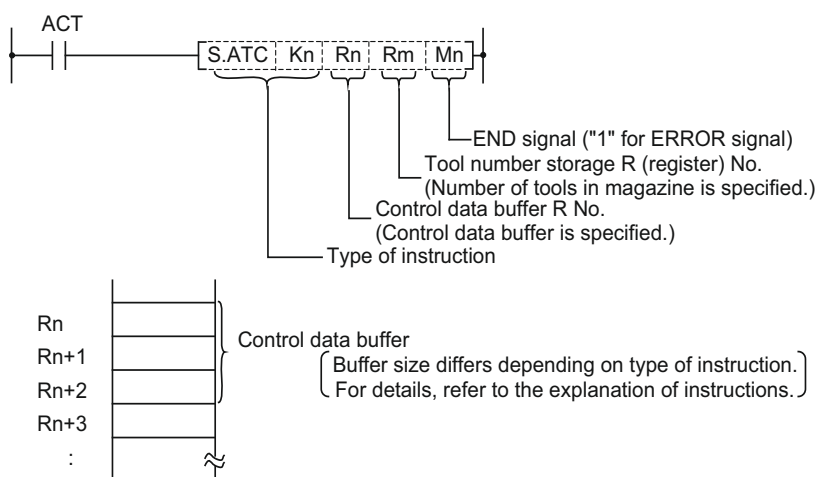 ACT
S.ATC Kn Rn Rm Mn
END signal ("1" for ERROR signal)
Tool number storage R (register) No.
(Number of tools in magazine is specified.)
Control data buffer R No.
(Control data buffer is specified.)
Type of instruction
Rn
Rn+1
Rn+2
Rn+3
:
Control data buffer
Buffer size differs depending on type of instruction.
For details, refer to the explanation of instructions.